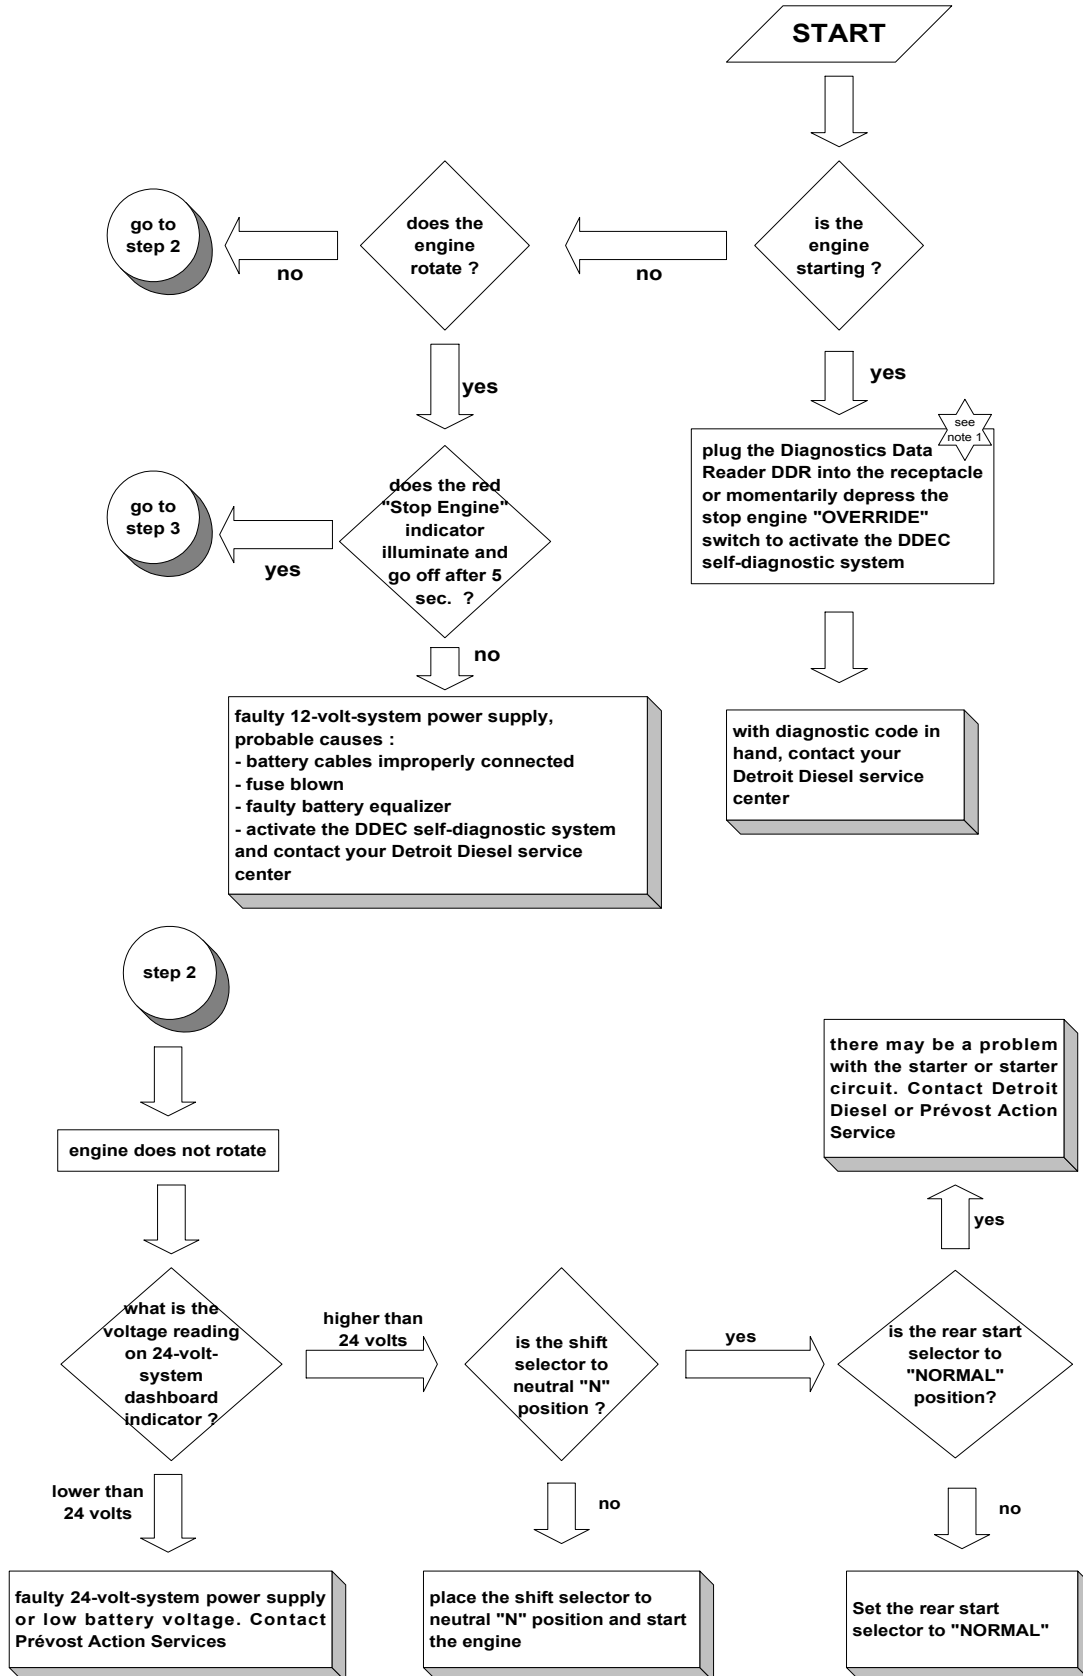 START
go to
step 2
no
does the
engine
rotate ?
no
is the
engine
starting ?
yes
yes
see
note 1
plug the Diagnostics Data
Reader DDR into the receptacle
or momentarily depress the
stop engine "OVERRIDE"
switch to activate the DDEC
self-diagnostic system
go to
step 3
yes
does the red
"Stop Engine"
indicator
illuminate and
go off after 5
sec. ?
no
faulty 12-volt-system power supply,
probable causes :
- battery cables improperly connected
- fuse blown
- faulty battery equalizer
- activate the DDEC self-diagnostic system
and contact your Detroit Diesel service
center
with diagnostic code in
hand, contact your
Detroit Diesel service
center
step 2
engine does not rotate
there may be a problem
with the starter or starter
circuit. Contact Detroit
Diesel or Prévost Action
Service
yes
what is the
voltage reading
on 24-volt-
system
dashboard
indicator ?
higher than
24 volts
is the shift
selector to
neutral "N"
position ?
yes
is the rear start
selector to
"NORMAL"
position?
lower than
24 volts
no
no
faulty 24-volt-system power supply
or low battery voltage. Contact
Prévost Action Services
place the shift selector to
neutral "N" position and start
the engine
Set the rear start
selector to "NORMAL"